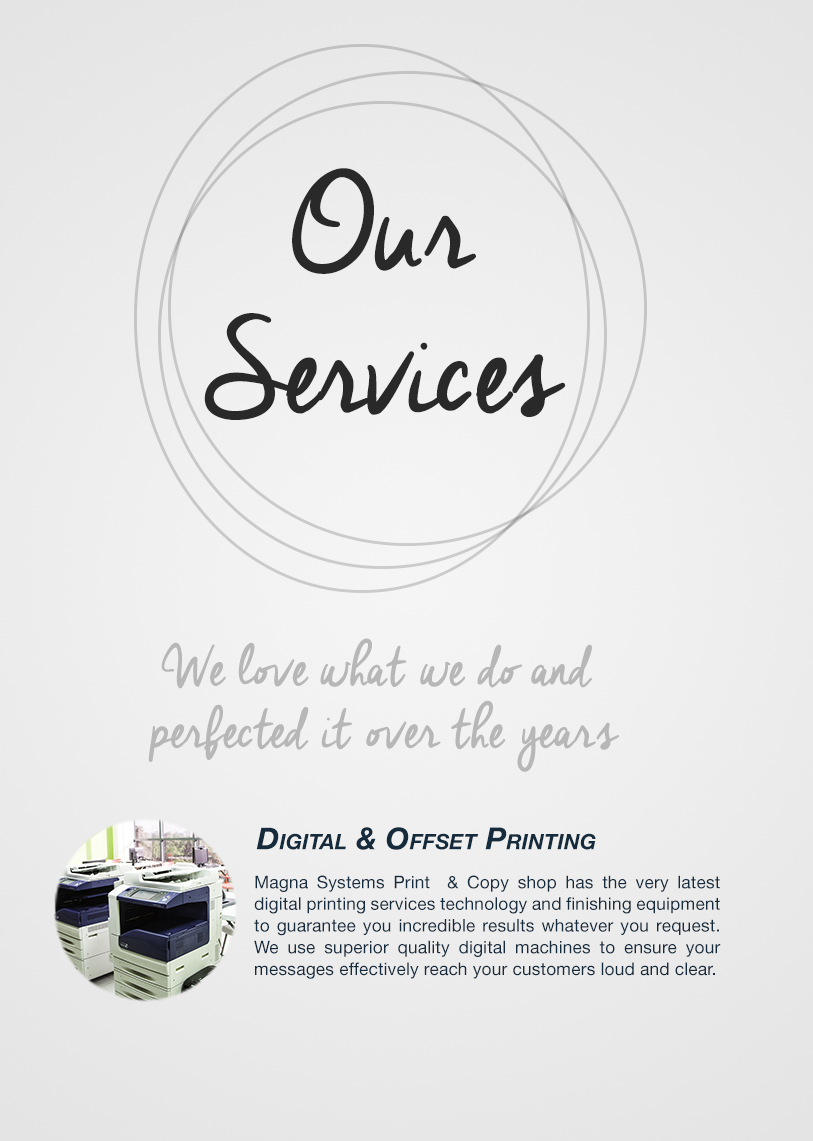 Our
Services
We love what we do and
perfected it over the years
Digital & Offset Printing
Magna Systems Print & Copy shop has the very latest
digital printing services technology and finishing equipment
to guarantee you incredible results whatever you request.
We use superior quality digital machines to ensure your
messages effectively reach your customers loud and clear.